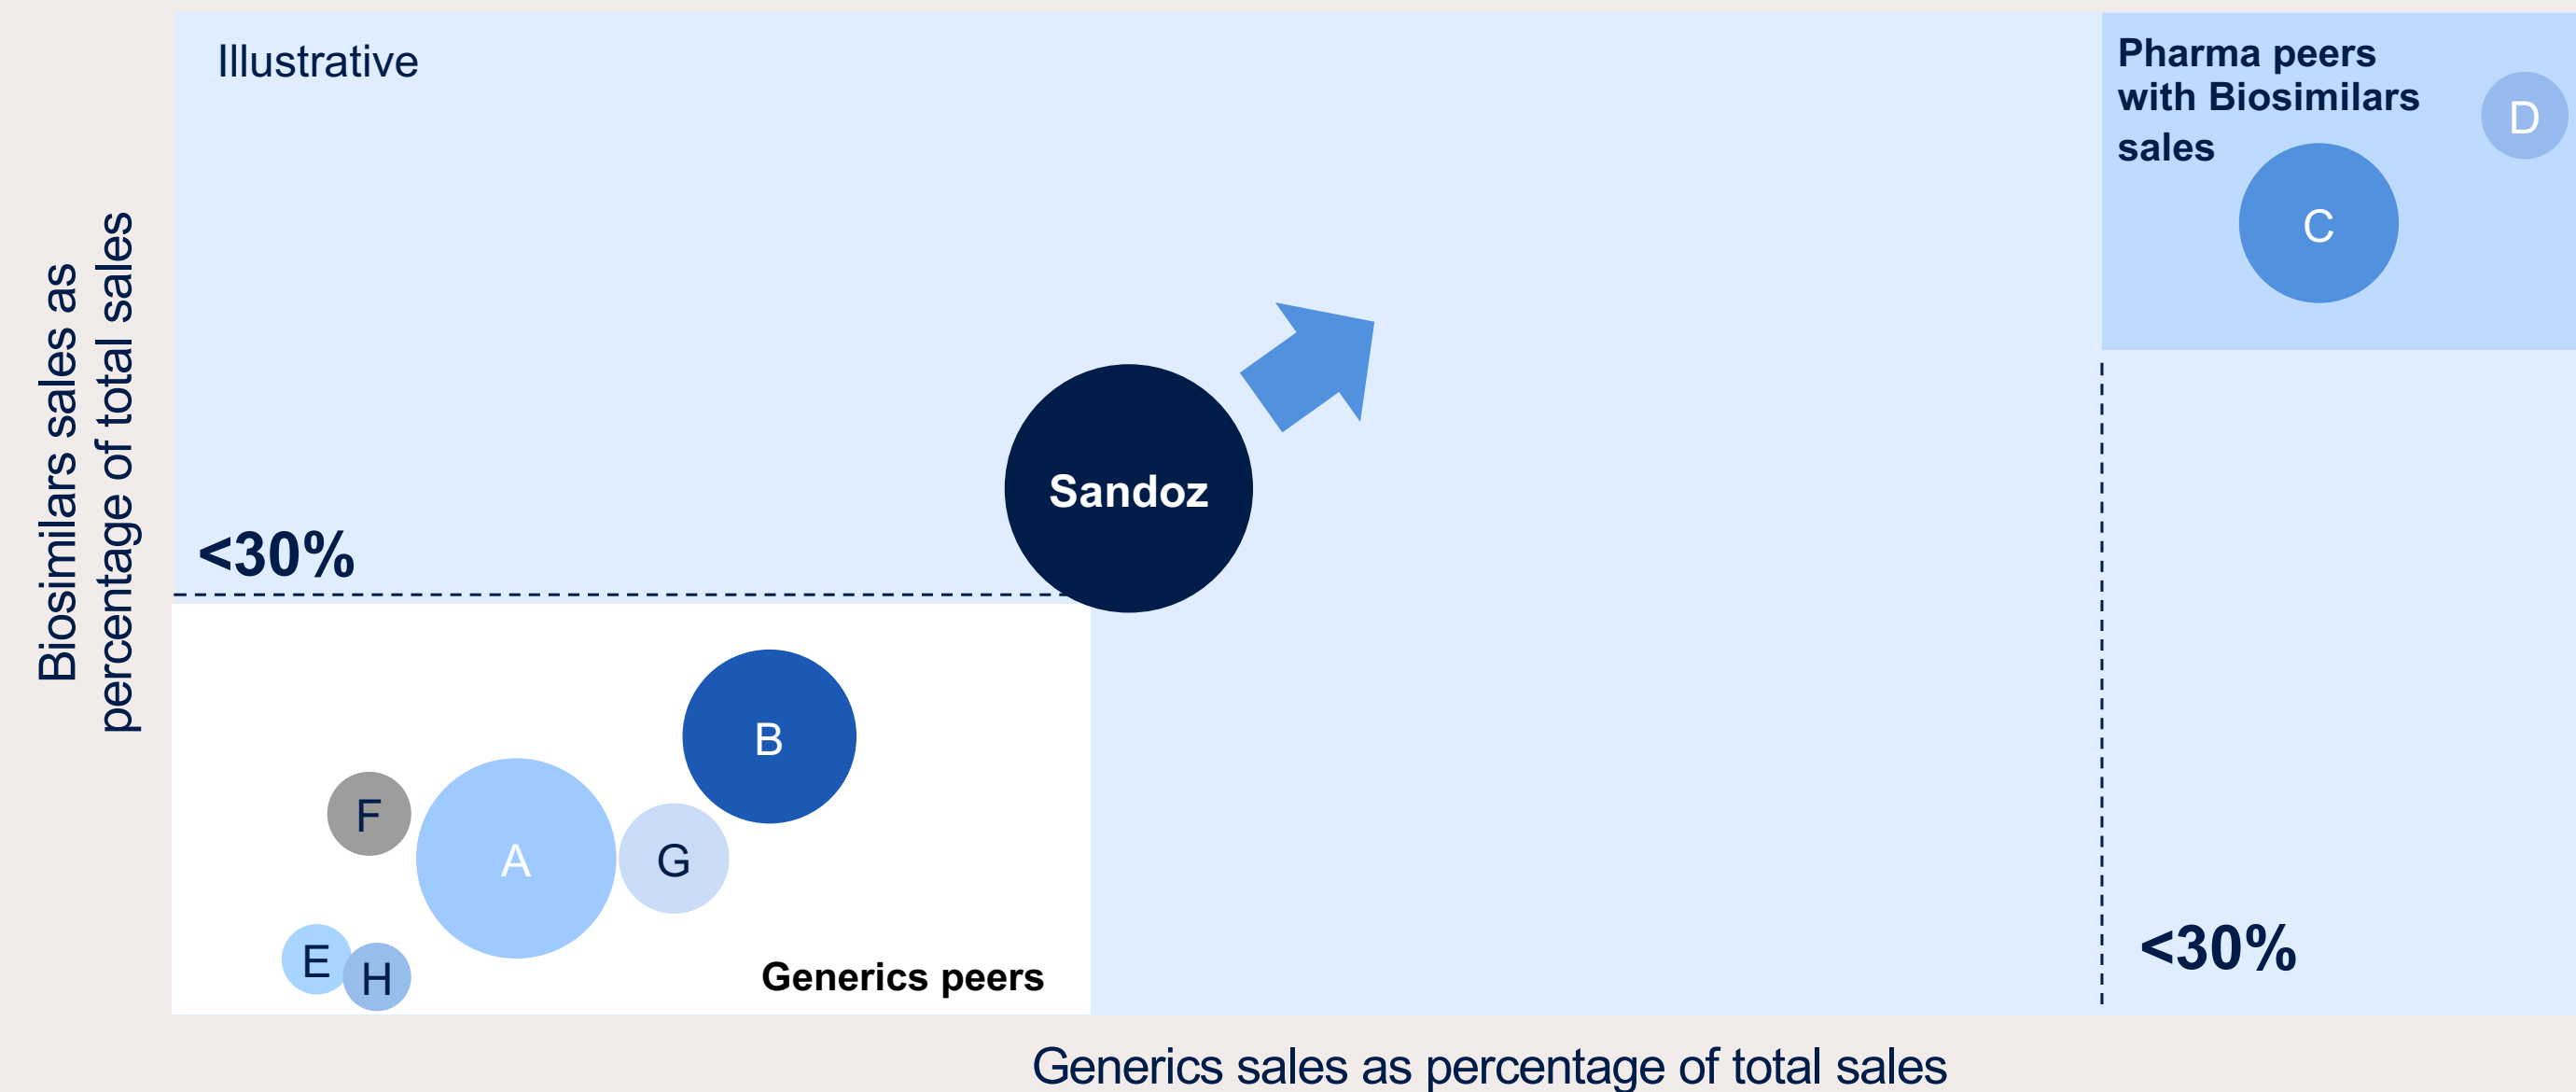 Illustrative
Pharma peers
with Biosimilars
sales
D
C
Biosimilars sales as
percentage of total sales
Sandoz
<30%
B
F
A
G
E
H
Generics peers
<30%
Generics sales as percentage of total sales